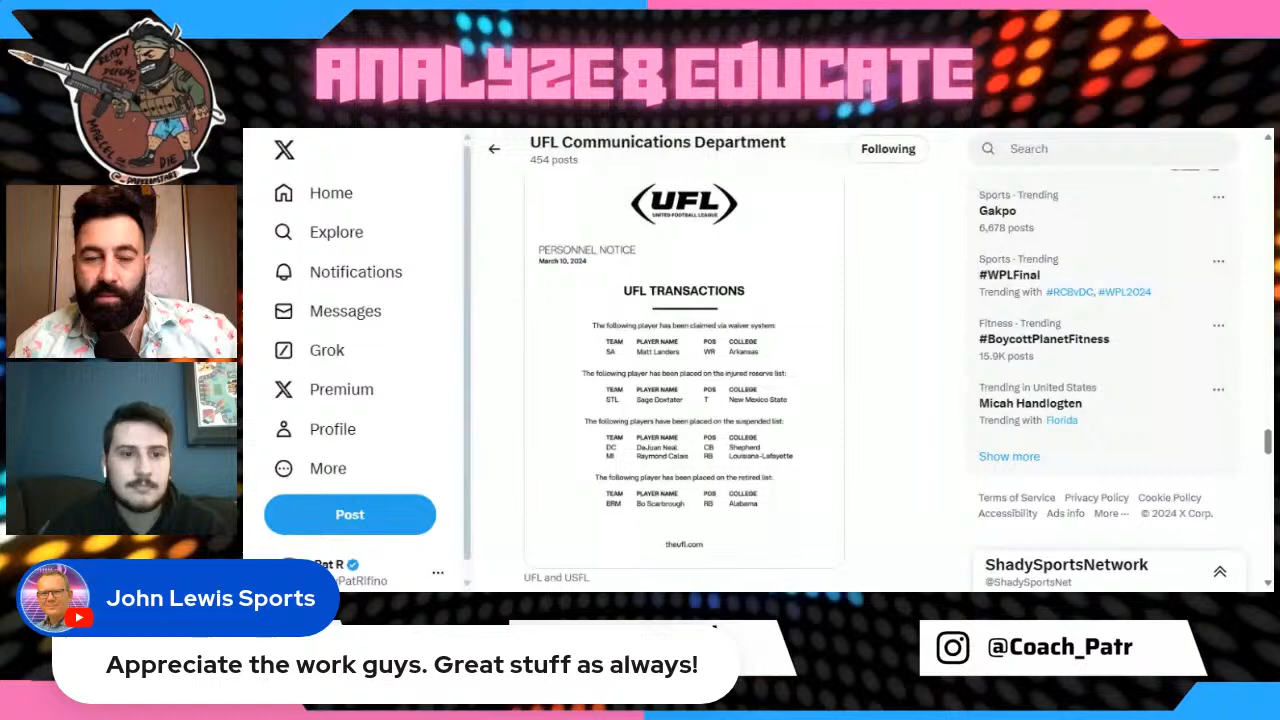 ANALYZE & EDUCATE
READY
TO
DEFEND
MARCEL
DIE
UFL Communications Department
454 posts
Following
Search
Home
Explore
Notifications
Messages
Grok
Premium
Profile
More
Post
Pat R
PatRifino
UFL
UNITED FOOTBALL LEAGUE
PERSONNEL NOTICE
March 10, 2024
UFL TRANSACTIONS
The following player has been claimed via waiver system:
TEAM PLAYER NAME POS COLLEGE
SA Matt Landers WR Arkansas
The following player has been placed on the injured reserve list:
TEAM PLAYER NAME POS COLLEGE
STL Sage Doxtater T New Mexico State
The following players have been placed on the suspended list:
TEAM PLAYER NAME POS COLLEGE
DC DeJuan Neal CB Shepherd
MI Raymond Calais RB Louisiana-Lafayette
The following player has been placed on the retired list:
TEAM PLAYER NAME POS COLLEGE
BRM Bo Scarbrough RB Alabama
theufl.com
UFL and USFL
Sports · Trending
Gakpo
6,678 posts
Sports · Trending
#WPLFinal
Trending with #RCBvDC, #WPL2024
Fitness · Trending
#BoycottPlanetFitness
15.9K posts
Trending in United States
Micah Handlogten
Trending with Florida
Show more
Terms of Service Privacy Policy Cookie Policy
Accessibility Ads info More ··· © 2024 X Corp.
ShadySportsNetwork
@ShadySportsNet
John Lewis Sports
Appreciate the work guys. Great stuff as always!
@Coach_Patr